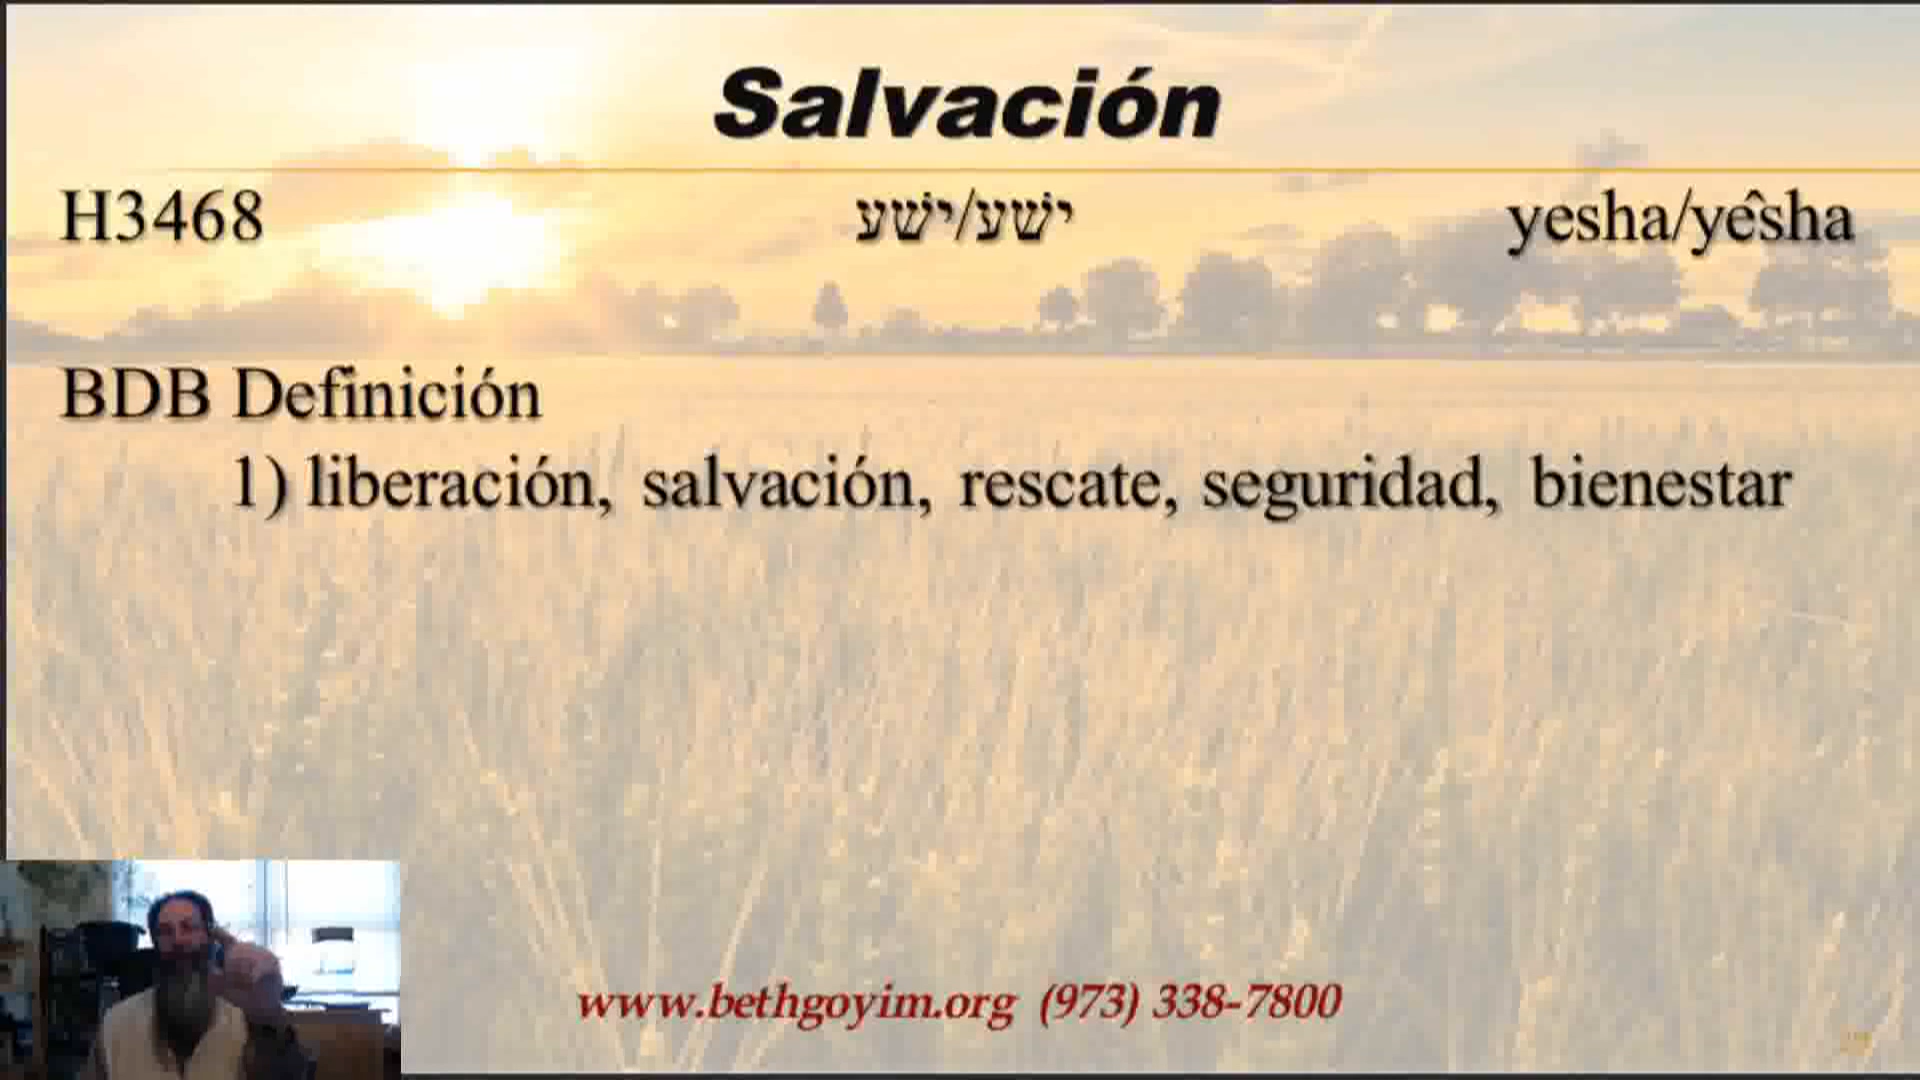 Salvación
H3468 ישׁע/ישׁע yesha/yêsha
BDB Definición
1) liberación, salvación, rescate, seguridad, bienestar
www.bethgoyim.org (973) 338-7800